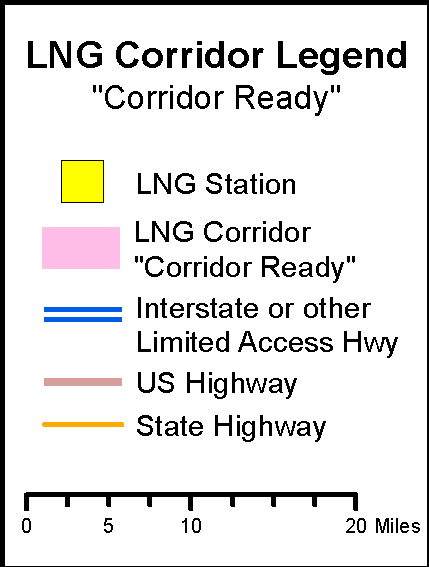 LNG Corridor Legend
"Corridor Ready"
LNG Station
LNG Corridor
"Corridor Ready"
Interstate or other
Limited Access Hwy
US Highway
State Highway
0 5 10 20 Miles